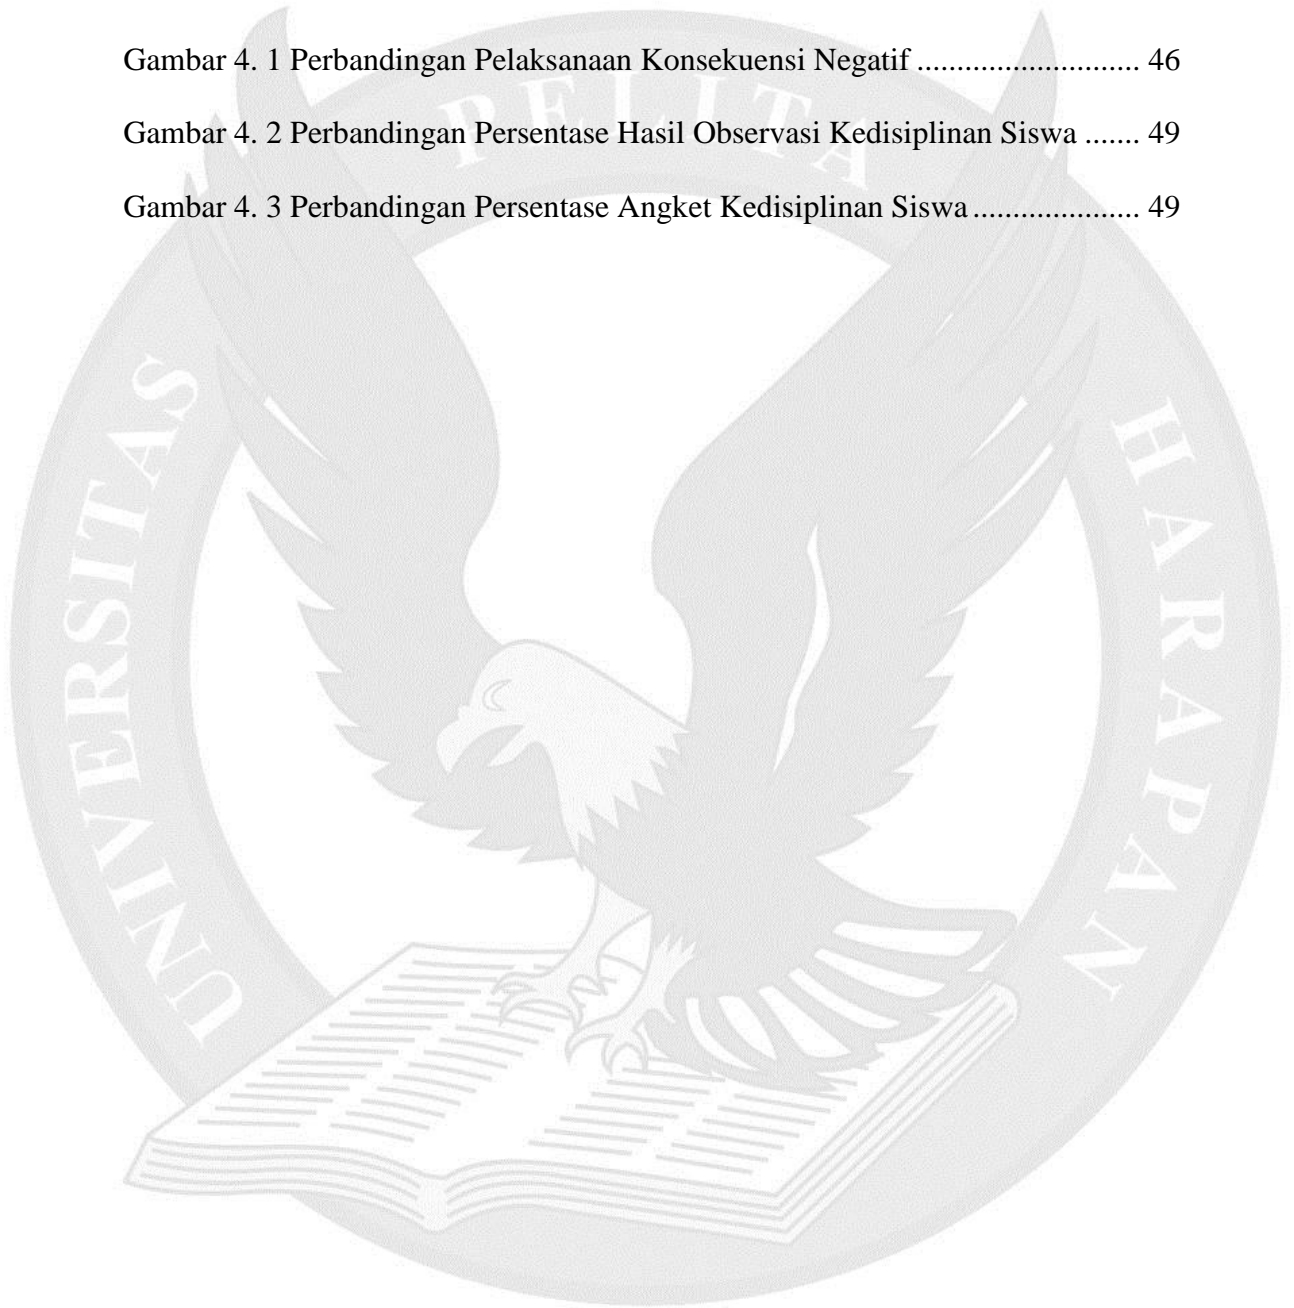 Gambar 4. 1 Perbandingan Pelaksanaan Konsekuensi Negatif ............................ 46
Gambar 4. 2 Perbandingan Persentase Hasil Observasi Kedisiplinan Siswa ....... 49
Gambar 4. 3 Perbandingan Persentase Angket Kedisiplinan Siswa ..................... 49
UNIVERSITAS PELITA HARAPAN